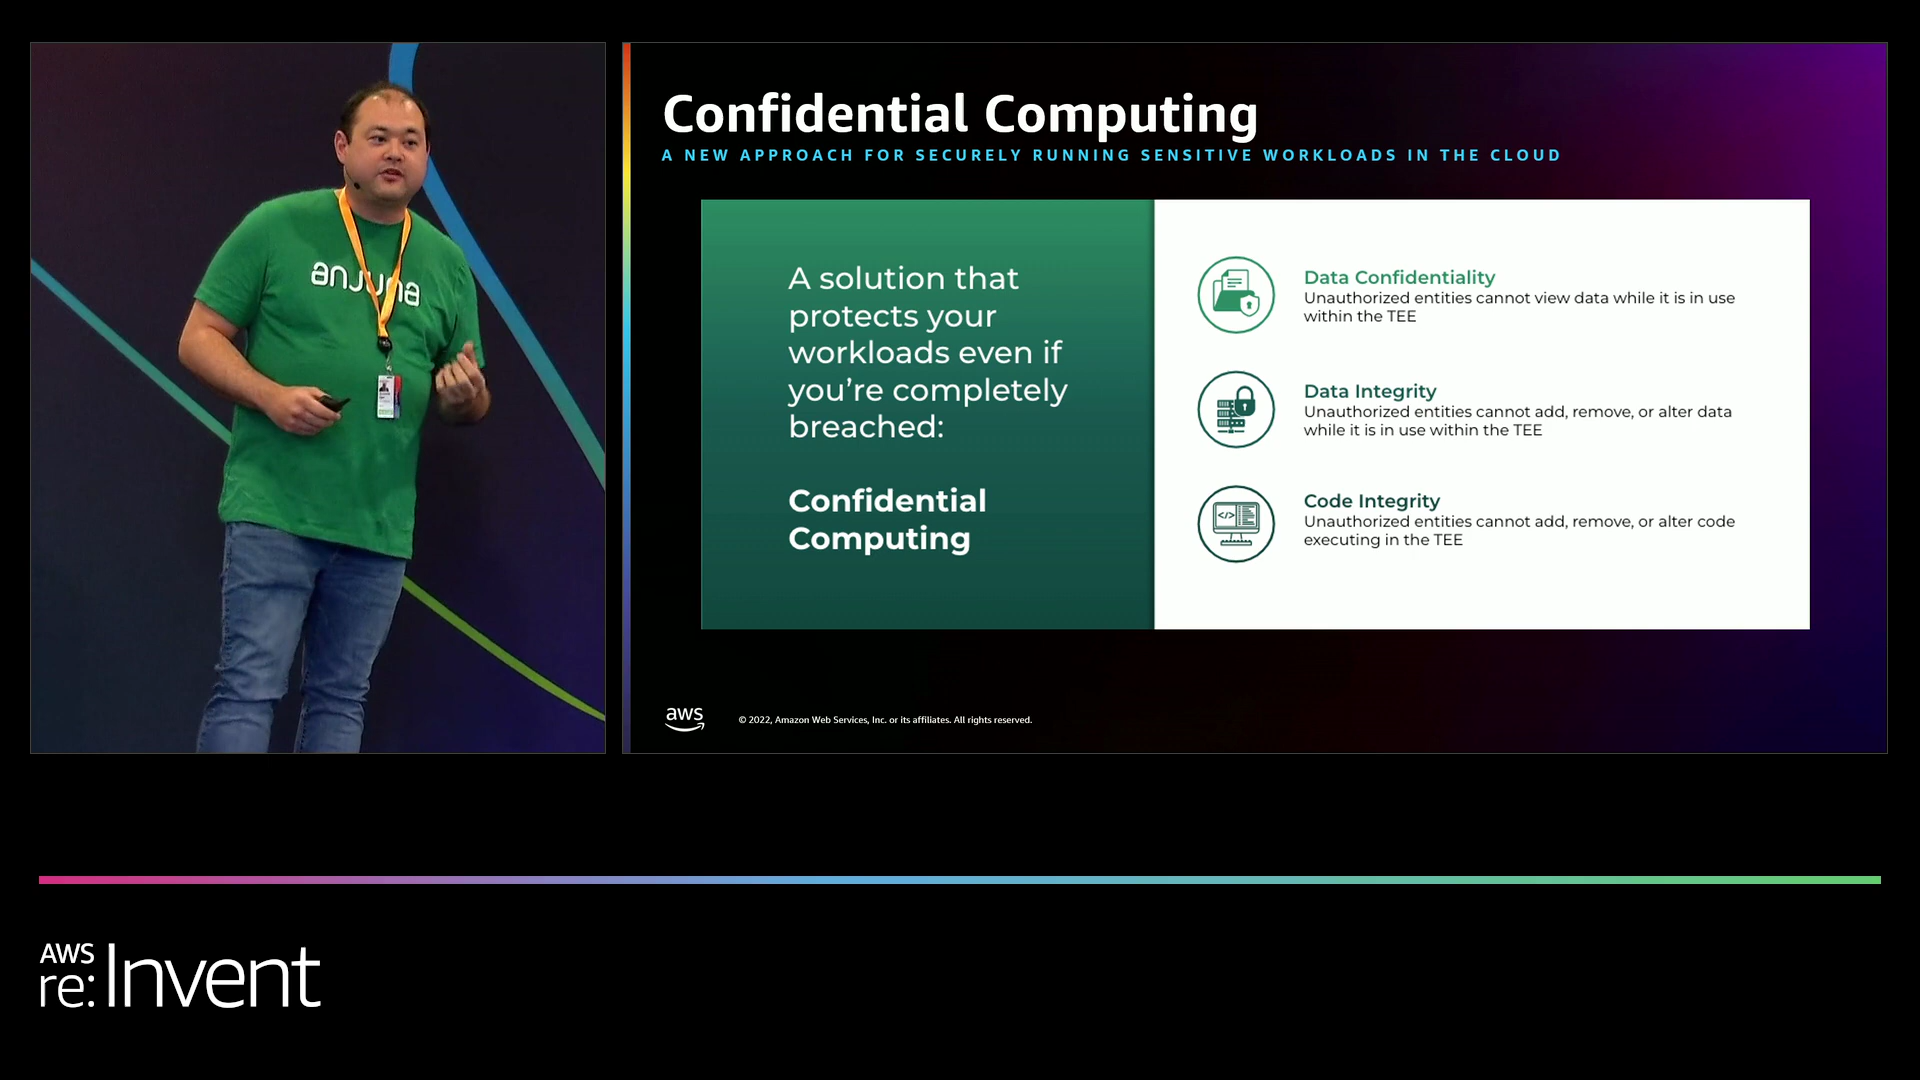 anjuna
Confidential Computing
A NEW APPROACH FOR SECURELY RUNNING SENSITIVE WORKLOADS IN THE CLOUD
A solution that
protects your
workloads even if
you're completely
breached:
Confidential
Computing
Data Confidentiality
Unauthorized entities cannot view data while it is in use
within the TEE
Data Integrity
Unauthorized entities cannot add, remove, or alter data
while it is in use within the TEE
Code Integrity
Unauthorized entities cannot add, remove, or alter code
executing in the TEE
aws
© 2022, Amazon Web Services, Inc. or its affiliates. All rights reserved.
AWS
re:Invent